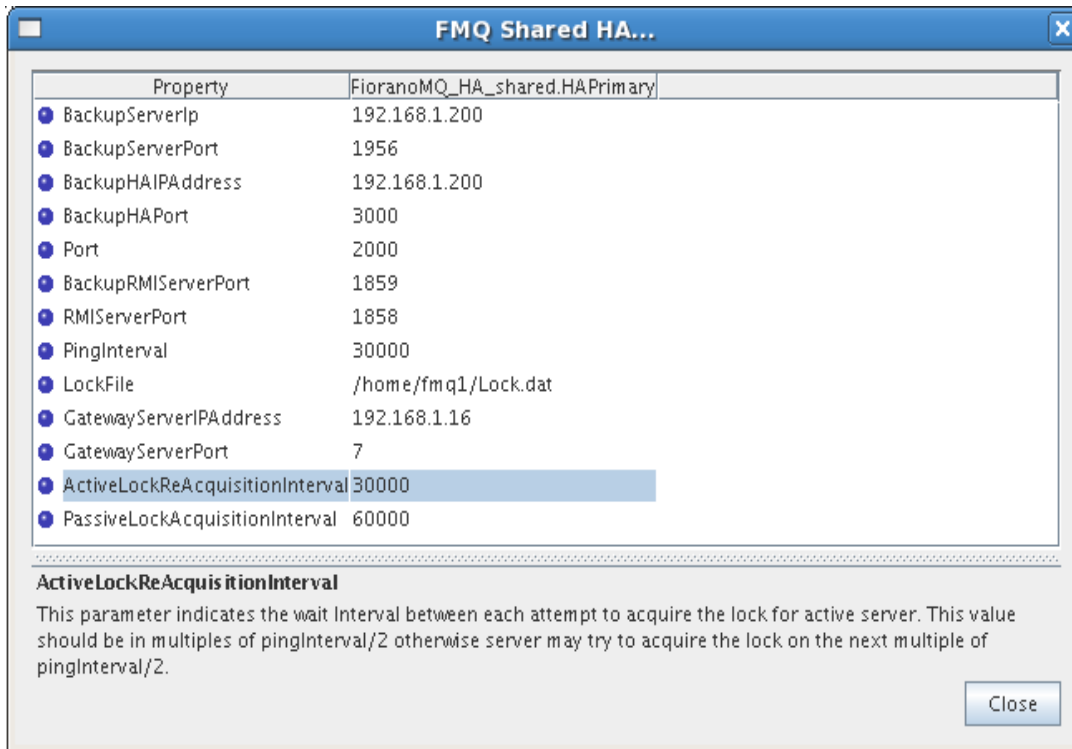 FMQ Shared HA...
Property FioranoMQ_HA_shared.HAPrimary
BackupServerIp 192.168.1.200
BackupServerPort 1956
BackupHAIPAddress 192.168.1.200
BackupHAPort 3000
Port 2000
BackupRMIServerPort 1859
RMIServerPort 1858
PingInterval 30000
LockFile /home/fmq1/Lock.dat
GatewayServerIPAddress 192.168.1.16
GatewayServerPort 7
ActiveLockReAcquisitionInterval 30000
PassiveLockAcquisitionInterval 60000
ActiveLockReAcquisitionInterval
This parameter indicates the wait Interval between each attempt to acquire the lock for active server. This value
should be in multiples of pingInterval/2 otherwise server may try to acquire the lock on the next multiple of
pingInterval/2.
Close